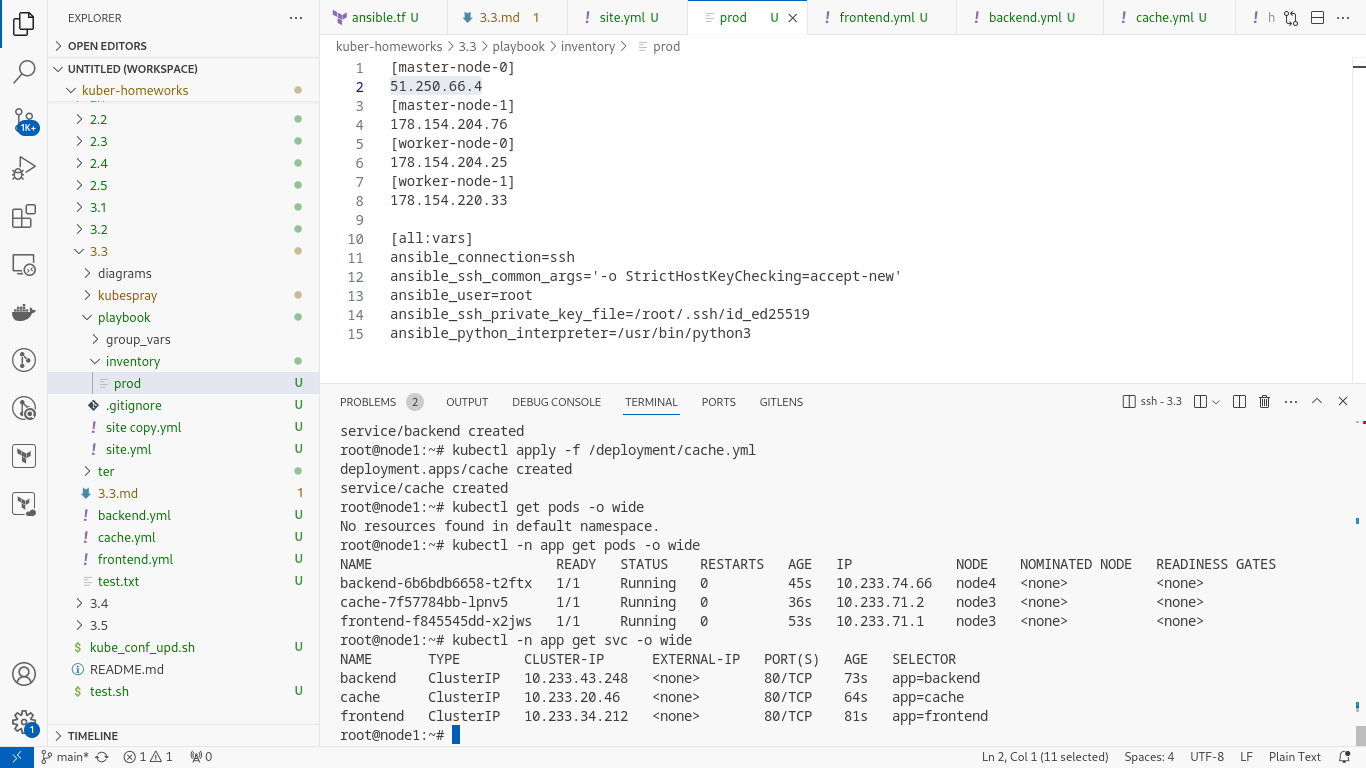 EXPLORER
OPEN EDITORS
UNTITLED (WORKSPACE)
kuber-homeworks
2.2
2.3
2.4
2.5
3.1
3.2
3.3
diagrams
kubespray
playbook
group_vars
inventory
prod U
.gitignore U
site copy.yml U
site.yml U
ter
3.3.md 1
backend.yml U
cache.yml U
frontend.yml U
test.txt U
3.4
3.5
kube_conf_upd.sh U
README.md
test.sh U
TIMELINE
1K+
1
ansible.tf U 3.3.md 1 site.yml U prod U frontend.yml U backend.yml U cache.yml U h
kuber-homeworks > 3.3 > playbook > inventory > prod
1 [master-node-0]
2 51.250.66.4
3 [master-node-1]
4 178.154.204.76
5 [worker-node-0]
6 178.154.204.25
7 [worker-node-1]
8 178.154.220.33
9
10 [all:vars]
11 ansible_connection=ssh
12 ansible_ssh_common_args='-o StrictHostKeyChecking=accept-new'
13 ansible_user=root
14 ansible_ssh_private_key_file=/root/.ssh/id_ed25519
15 ansible_python_interpreter=/usr/bin/python3
PROBLEMS 2 OUTPUT DEBUG CONSOLE TERMINAL PORTS GITLENS ssh - 3.3
service/backend created
root@node1:~# kubectl apply -f /deployment/cache.yml
deployment.apps/cache created
service/cache created
root@node1:~# kubectl get pods -o wide
No resources found in default namespace.
root@node1:~# kubectl -n app get pods -o wide
NAME READY STATUS RESTARTS AGE IP NODE NOMINATED NODE READINESS GATES
backend-6b6bdb6658-t2ftx 1/1 Running 0 45s 10.233.74.66 node4 <none> <none>
cache-7f57784bb-lpnv5 1/1 Running 0 36s 10.233.71.2 node3 <none> <none>
frontend-f845545dd-x2jws 1/1 Running 0 53s 10.233.71.1 node3 <none> <none>
root@node1:~# kubectl -n app get svc -o wide
NAME TYPE CLUSTER-IP EXTERNAL-IP PORT(S) AGE SELECTOR
backend ClusterIP 10.233.43.248 <none> 80/TCP 73s app=backend
cache ClusterIP 10.233.20.46 <none> 80/TCP 64s app=cache
frontend ClusterIP 10.233.34.212 <none> 80/TCP 81s app=frontend
root@node1:~#
main* 1 1 0 Ln 2, Col 1 (11 selected) Spaces: 4 UTF-8 LF Plain Text